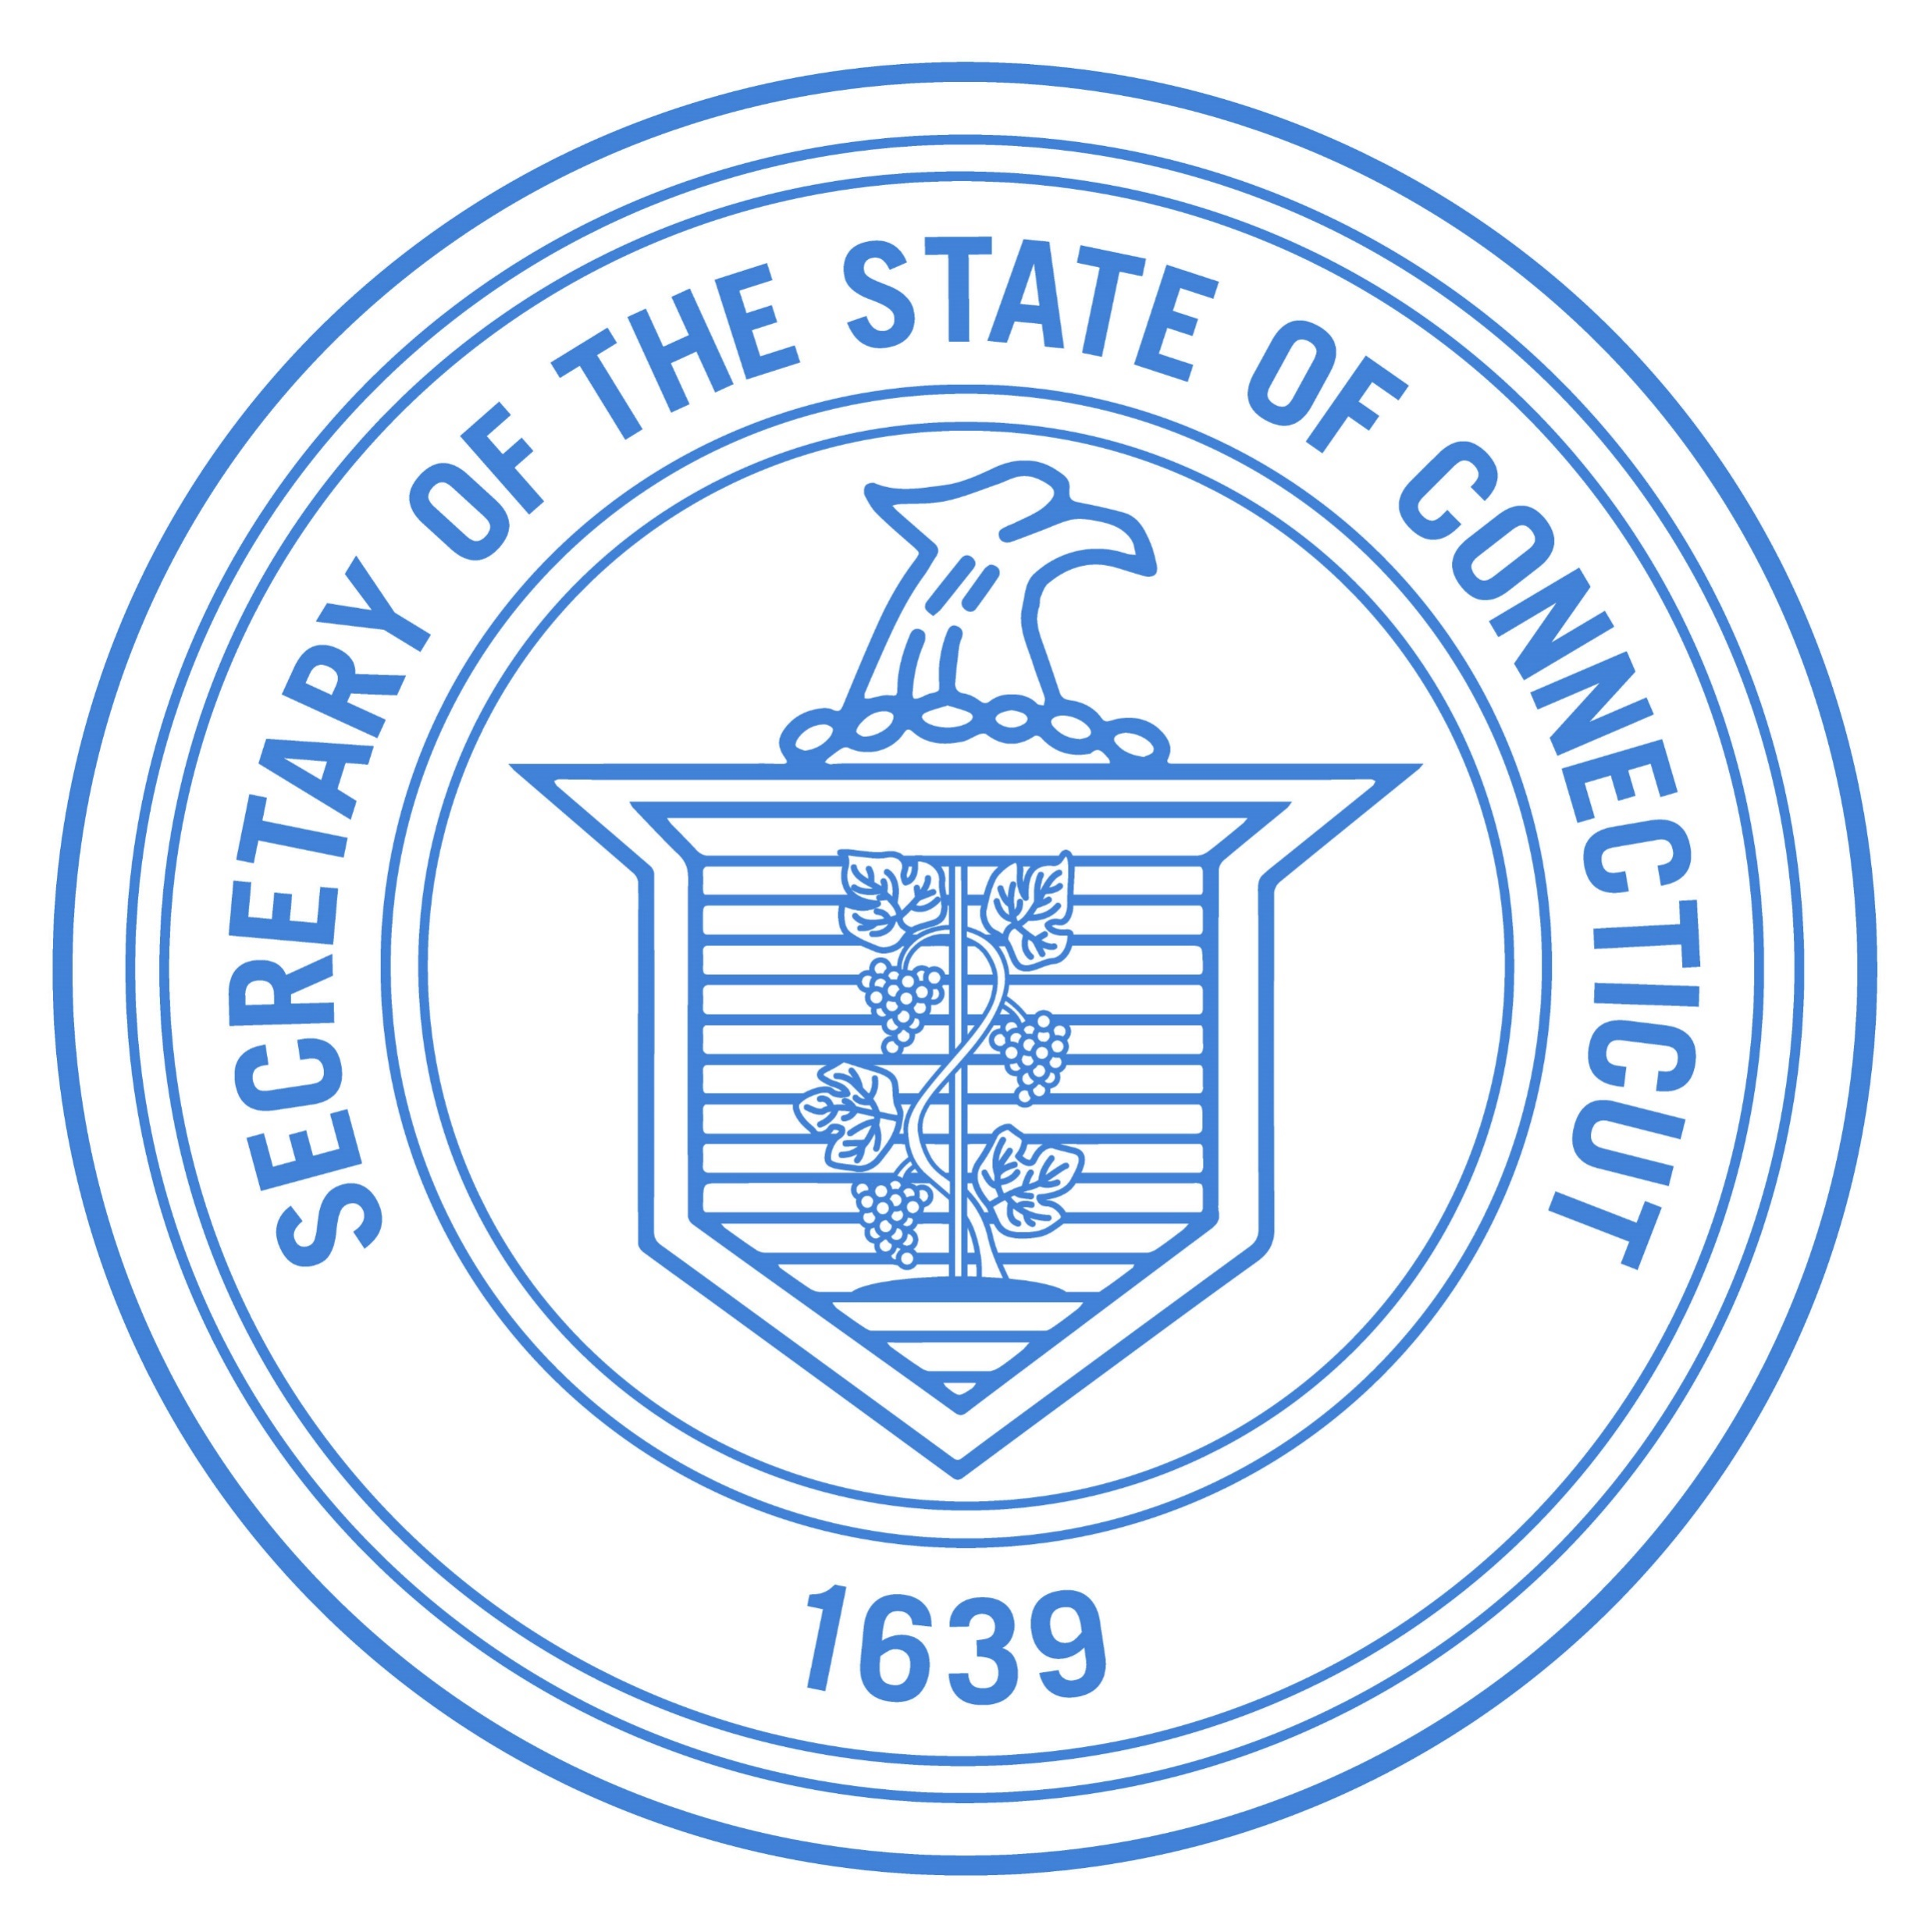 SECRETARY OF THE STATE OF CONNECTICUT
1639